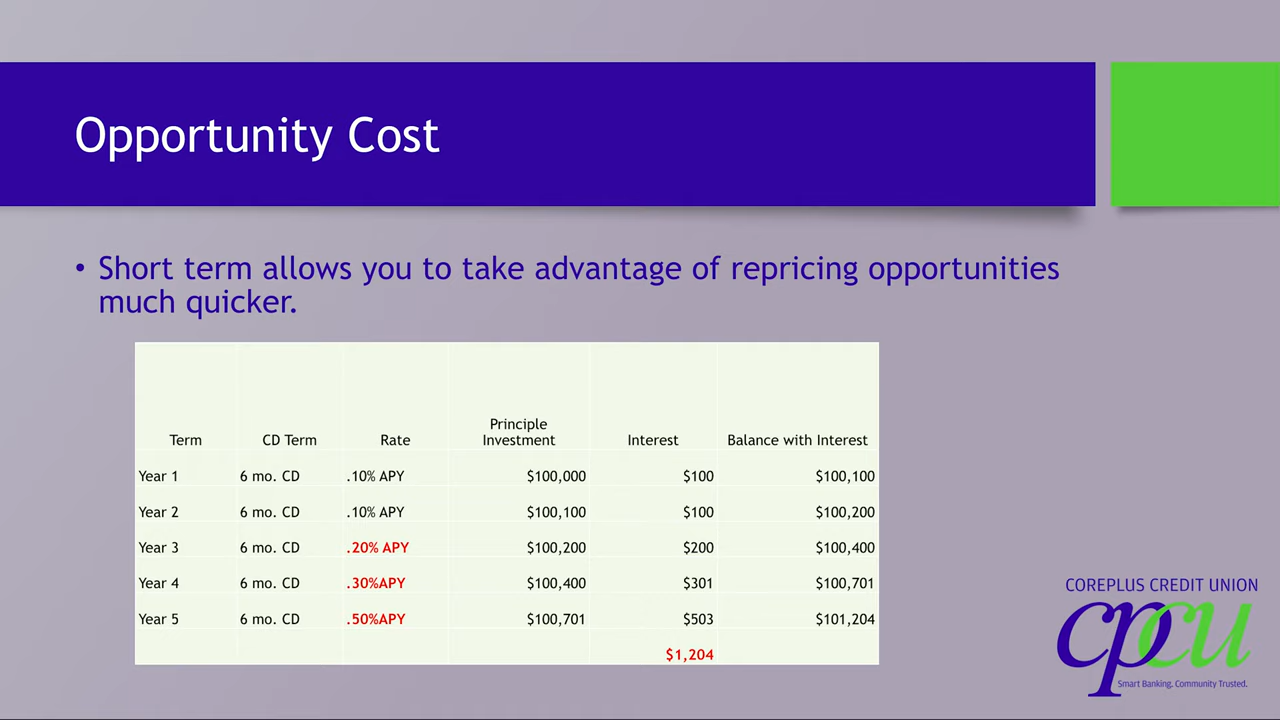 Opportunity Cost
• Short term allows you to take advantage of repricing opportunities
much quicker.
Term CD Term Rate Principle Investment Interest Balance with Interest
Year 1 6 mo. CD .10% APY $100,000 $100 $100,100
Year 2 6 mo. CD .10% APY $100,100 $100 $100,200
Year 3 6 mo. CD .20% APY $100,200 $200 $100,400
Year 4 6 mo. CD .30%APY $100,400 $301 $100,701
Year 5 6 mo. CD .50%APY $100,701 $503 $101,204
$1,204
COREPLUS CREDIT UNION
cpcu
Smart Banking. Community Trusted.